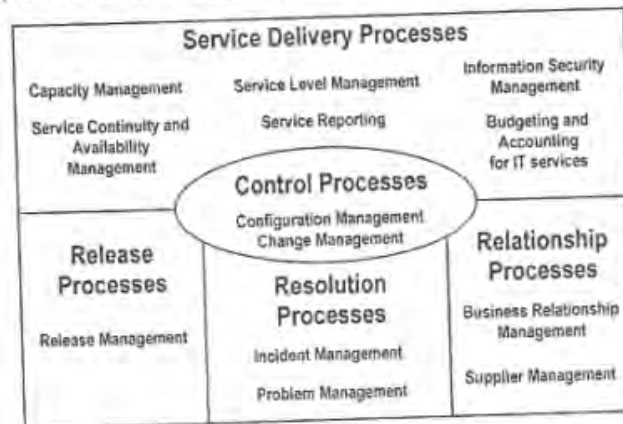 Service Delivery Processes
Capacity Management
Service Continuity and
Availability
Management
Service Level Management
Service Reporting
Information Security
Management
Budgeting and
Accounting
for IT services
Control Processes
Configuration Management
Change Management
Release
Processes
Release Management
Resolution
Processes
Incident Management
Problem Management
Relationship
Processes
Business Relationship
Management
Supplier Management